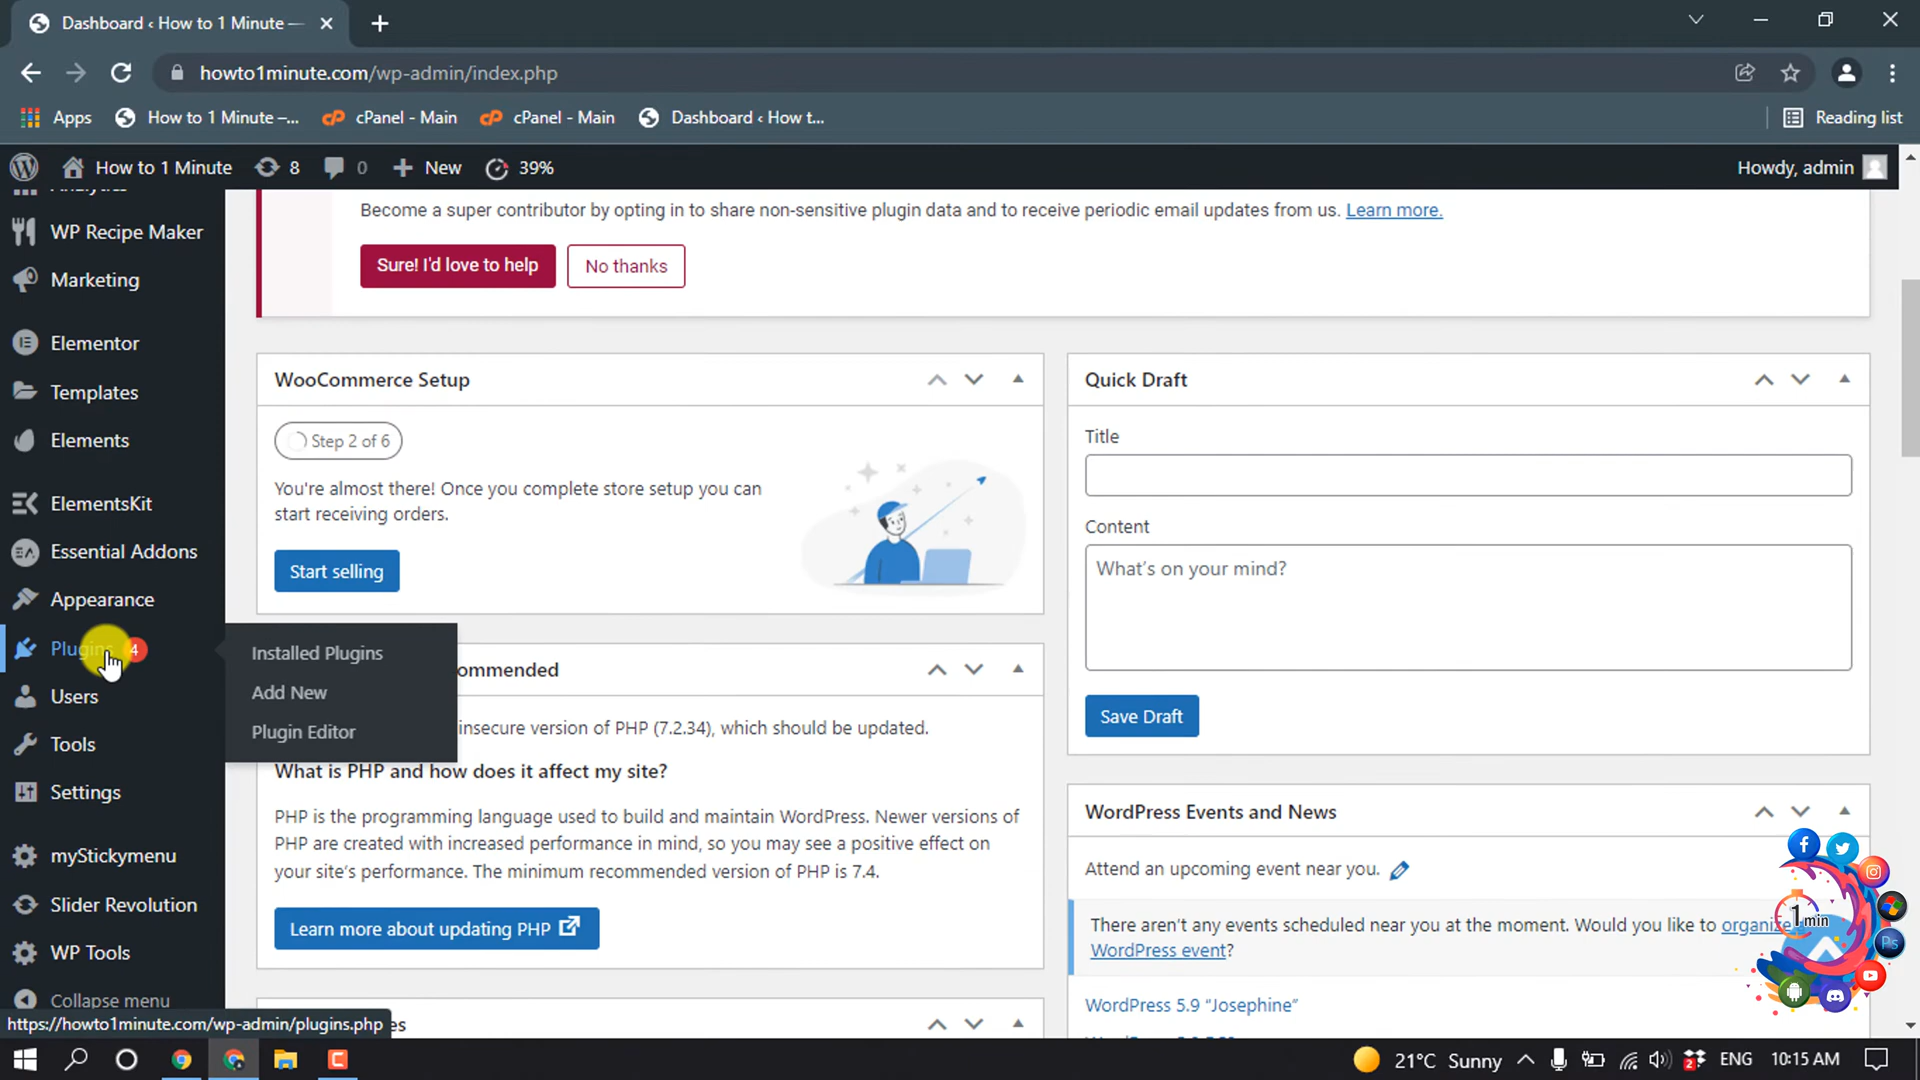 Dashboard ‹ How to 1 Minute —
howto1minute.com/wp-admin/index.php
Apps How to 1 Minute –... cPanel - Main cPanel - Main Dashboard ‹ How t... Reading list
How to 1 Minute 8 0 New 39% Howdy, admin
Analytics
WP Recipe Maker
Marketing
Elementor
Templates
Elements
ElementsKit
Essential Addons
Appearance
Plugins 4
Users
Tools
Settings
myStickymenu
Slider Revolution
WP Tools
Collapse menu
Installed Plugins
Add New
Plugin Editor
Become a super contributor by opting in to share non-sensitive plugin data and to receive periodic email updates from us. Learn more.
Sure! I'd love to help No thanks
WooCommerce Setup
Step 2 of 6
You're almost there! Once you complete store setup you can
start receiving orders.
Start selling
ommended
insecure version of PHP (7.2.34), which should be updated.
What is PHP and how does it affect my site?
PHP is the programming language used to build and maintain WordPress. Newer versions of
PHP are created with increased performance in mind, so you may see a positive effect on
your site's performance. The minimum recommended version of PHP is 7.4.
Learn more about updating PHP
Quick Draft
Title
Content
What's on your mind?
Save Draft
WordPress Events and News
Attend an upcoming event near you.
There aren't any events scheduled near you at the moment. Would you like to organize
WordPress event?
WordPress 5.9 “Josephine”
1min
Ps
https://howto1minute.com/wp-admin/plugins.php
es
21°C Sunny 2 ENG 10:15 AM